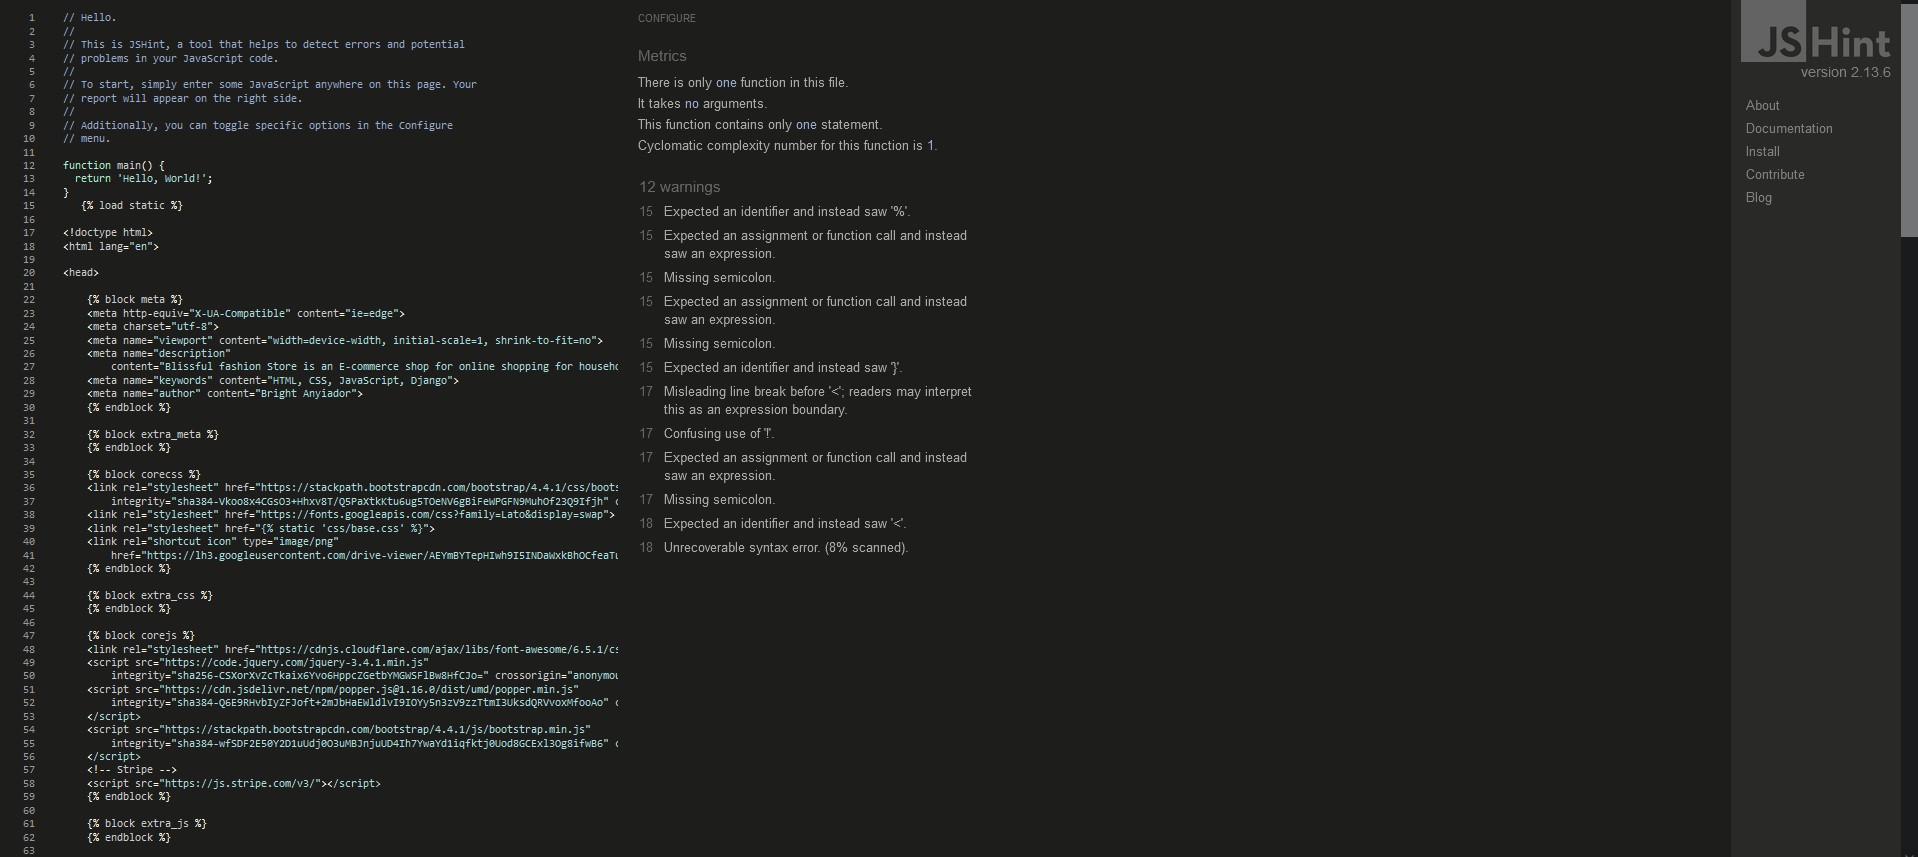 1 // Hello.
2 //
3 // This is JSHint, a tool that helps to detect errors and potential
4 // problems in your JavaScript code.
5 //
6 // To start, simply enter some JavaScript anywhere on this page. Your
7 // report will appear on the right side.
8 //
9 // Additionally, you can toggle specific options in the Configure
10 // menu.
11
12 function main() {
13 return 'Hello, World!';
14 }
15 {% load static %}
16
17 <!doctype html>
18 <html lang="en">
19
20 <head>
21
22 {% block meta %}
23 <meta http-equiv="X-UA-Compatible" content="ie=edge">
24 <meta charset="utf-8">
25 <meta name="viewport" content="width=device-width, initial-scale=1, shrink-to-fit=no">
26 <meta name="description"
27 content="Blissful fashion Store is an E-commerce shop for online shopping for househo
28 <meta name="keywords" content="HTML, CSS, JavaScript, Django">
29 <meta name="author" content="Bright Anyiador">
30 {% endblock %}
31
32 {% block extra_meta %}
33 {% endblock %}
34
35 {% block corecss %}
36 <link rel="stylesheet" href="https://stackpath.bootstrapcdn.com/bootstrap/4.4.1/css/boots
37 integrity="sha384-Vkoo8x4CGsO3+Hhxv8T/Q5PaXtkKtu6ug5TOeNV6gBiFeWPGFN9MuhOf23Q9Ifjh"
38 <link rel="stylesheet" href="https://fonts.googleapis.com/css?family=Lato&display=swap">
39 <link rel="stylesheet" href="{% static 'css/base.css' %}">
40 <link rel="shortcut icon" type="image/png"
41 href="https://lh3.googleusercontent.com/drive-viewer/AEYmBYTepHIwh9I5INDaWxkBhOCfeaTu
42 {% endblock %}
43
44 {% block extra_css %}
45 {% endblock %}
46
47 {% block corejs %}
48 <link rel="stylesheet" href="https://cdnjs.cloudflare.com/ajax/libs/font-awesome/6.5.1/cs
49 <script src="https://code.jquery.com/jquery-3.4.1.min.js"
50 integrity="sha256-CSXorXvZcTkaix6Yvo6HppcZGetbYMGWSFlBw8HfCJo=" crossorigin="anonymou
51 <script src="https://cdn.jsdelivr.net/npm/popper.js@1.16.0/dist/umd/popper.min.js"
52 integrity="sha384-Q6E9RHvbIyZFJoft+2mJbHaEWldlvI9IOYy5n3zV9zzTtmI3UksdQRVvoxMfooAo"
53 </script>
54 <script src="https://stackpath.bootstrapcdn.com/bootstrap/4.4.1/js/bootstrap.min.js"
55 integrity="sha384-wfSDF2E50Y2D1uUdj0O3uMBJnjuUD4Ih7YwaYd1iqfktj0Uod8GCExl3Og8ifwB6"
56 </script>
57 <!-- Stripe -->
58 <script src="https://js.stripe.com/v3/"></script>
59 {% endblock %}
60
61 {% block extra_js %}
62 {% endblock %}
63
CONFIGURE
Metrics
There is only one function in this file.
It takes no arguments.
This function contains only one statement.
Cyclomatic complexity number for this function is 1.
12 warnings
15 Expected an identifier and instead saw '%'.
15 Expected an assignment or function call and instead
saw an expression.
15 Missing semicolon.
15 Expected an assignment or function call and instead
saw an expression.
15 Missing semicolon.
15 Expected an identifier and instead saw '}'.
17 Misleading line break before '<'; readers may interpret
this as an expression boundary.
17 Confusing use of '!'.
17 Expected an assignment or function call and instead
saw an expression.
17 Missing semicolon.
18 Expected an identifier and instead saw '<'.
18 Unrecoverable syntax error. (8% scanned).
JSHint
version 2.13.6
About
Documentation
Install
Contribute
Blog